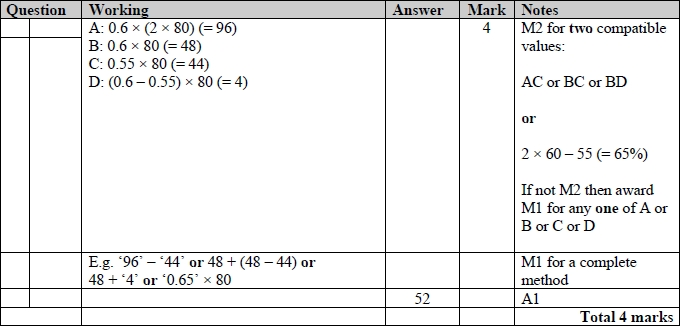 Question Working Answer Mark Notes
A: 0.6 × (2 × 80) (= 96) 4 M2 for two compatible
B: 0.6 × 80 (= 48) values:
C: 0.55 × 80 (= 44)
D: (0.6 – 0.55) × 80 (= 4) AC or BC or BD
or
2 × 60 – 55 (= 65%)
If not M2 then award
M1 for any one of A or
B or C or D
E.g. ‘96’ – ‘44’ or 48 + (48 – 44) or M1 for a complete
48 + ‘4’ or ‘0.65’ × 80 method
52 A1
Total 4 marks